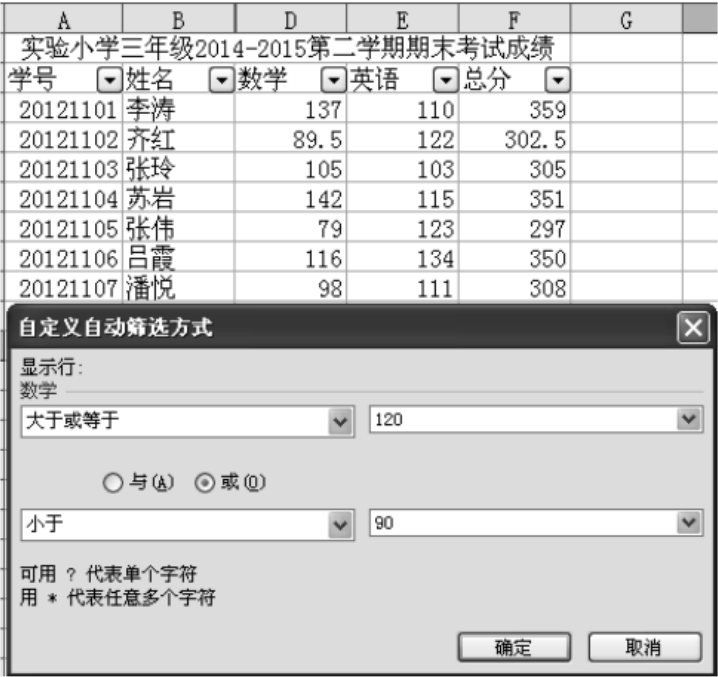 A B D E F G
实验小学三年级2014-2015第二学期期末考试成绩
学号 姓名 数学 英语 总分
20121101 李涛 137 110 359
20121102 齐红 89.5 122 302.5
20121103 张玲 105 103 305
20121104 苏岩 142 115 351
20121105 张伟 79 123 297
20121106 吕霞 116 134 350
20121107 潘悦 98 111 308
自定义自动筛选方式
显示行:
数学
大于或等于 120
与(A) 或(O)
小于 90
可用 ? 代表单个字符
用 * 代表任意多个字符
确定 取消